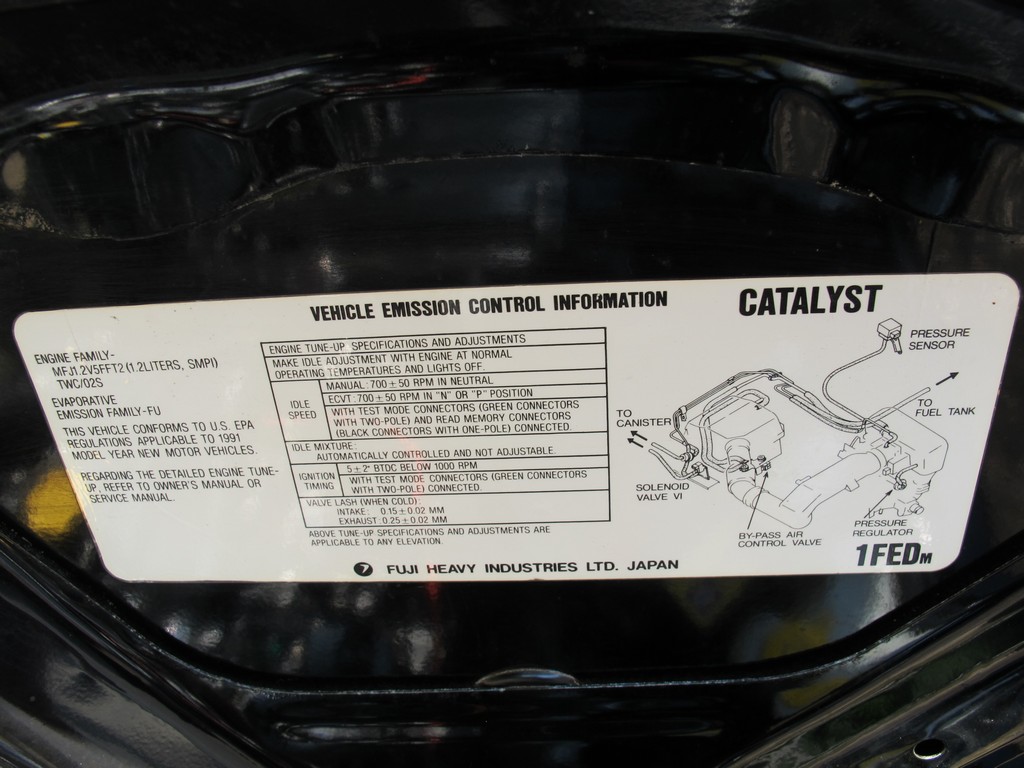 VEHICLE EMISSION CONTROL INFORMATION
CATALYST
ENGINE FAMILY-
MFJ1.2V5FFT2 (1.2LITERS, SMPI)
TWC/O2S
EVAPORATIVE
EMISSION FAMILY-FU
THIS VEHICLE CONFORMS TO U.S. EPA
REGULATIONS APPLICABLE TO 1991
MODEL YEAR NEW MOTOR VEHICLES.
REGARDING THE DETAILED ENGINE TUNE-
UP, REFER TO OWNER'S MANUAL OR
SERVICE MANUAL.
ENGINE TUNE-UP SPECIFICATIONS AND ADJUSTMENTS
MAKE IDLE ADJUSTMENT WITH ENGINE AT NORMAL
OPERATING TEMPERATURES AND LIGHTS OFF.
IDLE
SPEED
MANUAL: 700 ± 50 RPM IN NEUTRAL
ECVT: 700 ± 50 RPM IN "N" OR "P" POSITION
WITH TEST MODE CONNECTORS (GREEN CONNECTORS
WITH TWO-POLE) AND READ MEMORY CONNECTORS
(BLACK CONNECTORS WITH ONE-POLE) CONNECTED.
IDLE MIXTURE:
AUTOMATICALLY CONTROLLED AND NOT ADJUSTABLE.
IGNITION
TIMING
5 ± 2° BTDC BELOW 1000 RPM
WITH TEST MODE CONNECTORS (GREEN CONNECTORS
WITH TWO-POLE) CONNECTED.
VALVE LASH (WHEN COLD):
INTAKE: 0.15 ± 0.02 MM
EXHAUST: 0.25 ± 0.02 MM
ABOVE TUNE-UP SPECIFICATIONS AND ADJUSTMENTS ARE
APPLICABLE TO ANY ELEVATION.
7 FUJI HEAVY INDUSTRIES LTD. JAPAN
PRESSURE
SENSOR
TO
FUEL TANK
TO
CANISTER
SOLENOID
VALVE VI
BY-PASS AIR
CONTROL VALVE
PRESSURE
REGULATOR
1FEDM